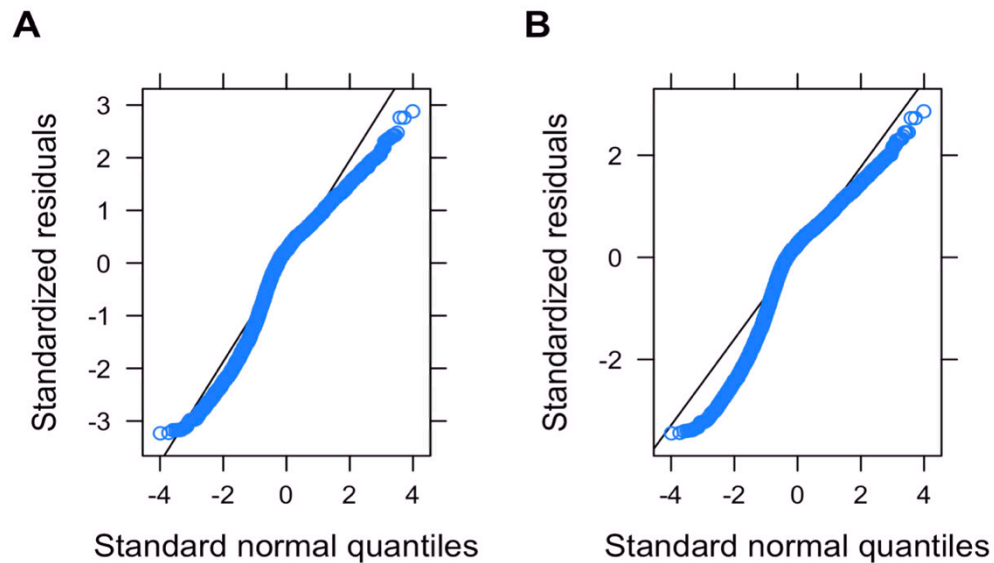 A
B
Standardized residuals
3
2
1
0
-1
-2
-3
-4 -2 0 2 4
Standard normal quantiles
Standardized residuals
2
0
-2
-4 -2 0 2 4
Standard normal quantiles